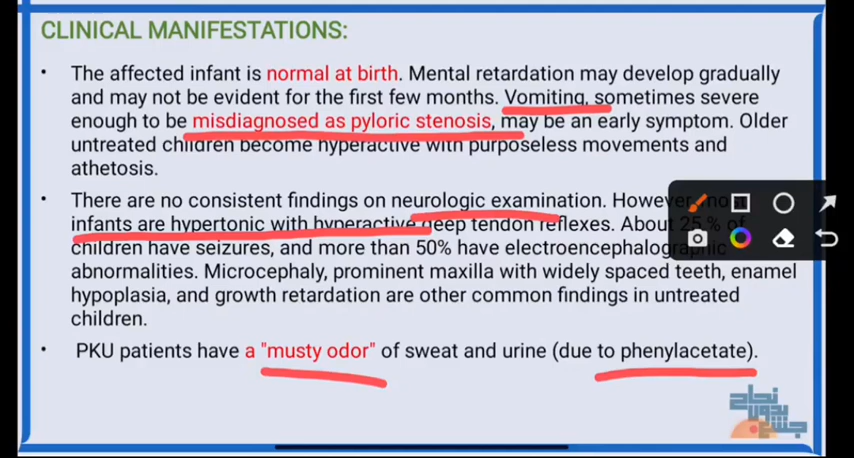 CLINICAL MANIFESTATIONS:
• The affected infant is normal at birth. Mental retardation may develop gradually
and may not be evident for the first few months. Vomiting, sometimes severe
enough to be misdiagnosed as pyloric stenosis, may be an early symptom. Older
untreated children become hyperactive with purposeless movements and
athetosis.
• There are no consistent findings on neurologic examination. However most
infants are hypertonic with hyperactive deep tendon reflexes. About 25 % of
children have seizures, and more than 50% have electroencephalographic
abnormalities. Microcephaly, prominent maxilla with widely spaced teeth, enamel
hypoplasia, and growth retardation are other common findings in untreated
children.
• PKU patients have a "musty odor" of sweat and urine (due to phenylacetate).
نجاح
بدون